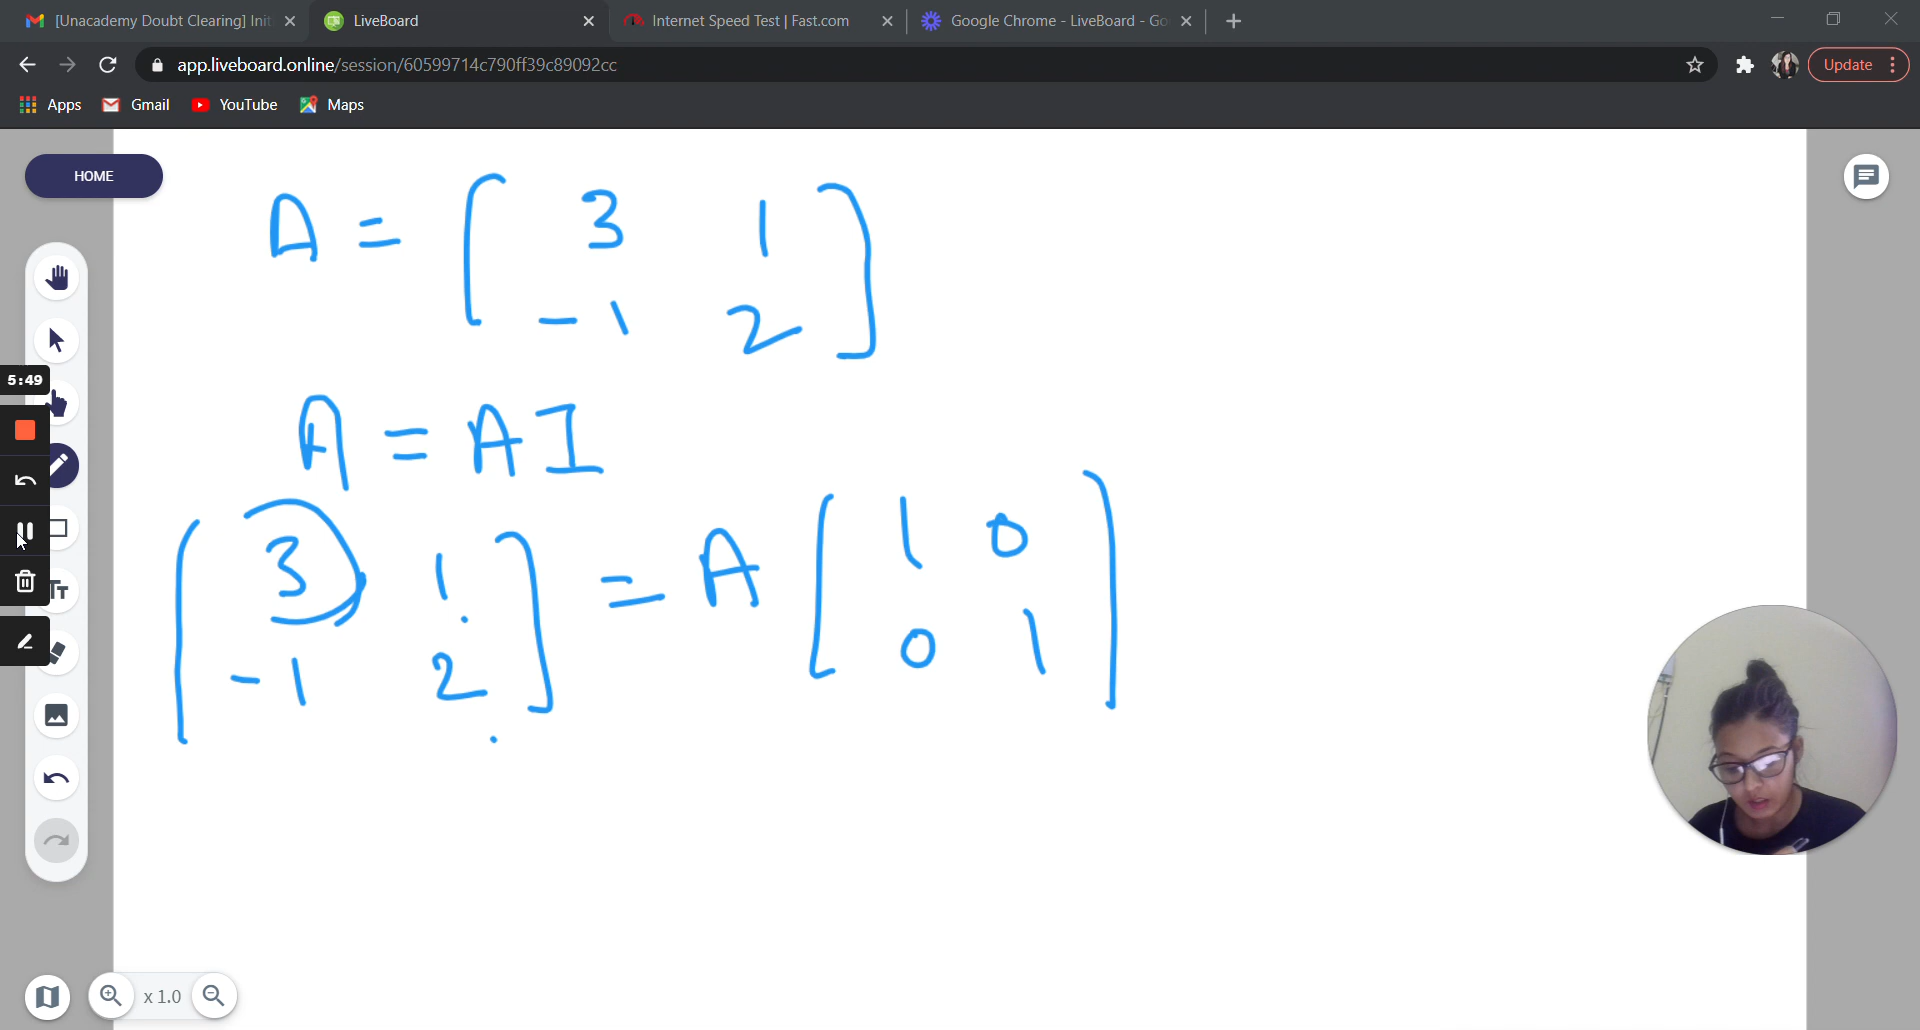 [Unacademy Doubt Clearing] Init
LiveBoard
Internet Speed Test | Fast.com
Google Chrome - LiveBoard - Go
app.liveboard.online/session/60599714c790ff39c89092cc
Update
Apps Gmail YouTube Maps
HOME
A = [ 3 1
-1 2 ]
5:49
A = AI
[ 3 1
-1 2 ] = A [ 1 0
0 1 ]
Tт
x 1.0